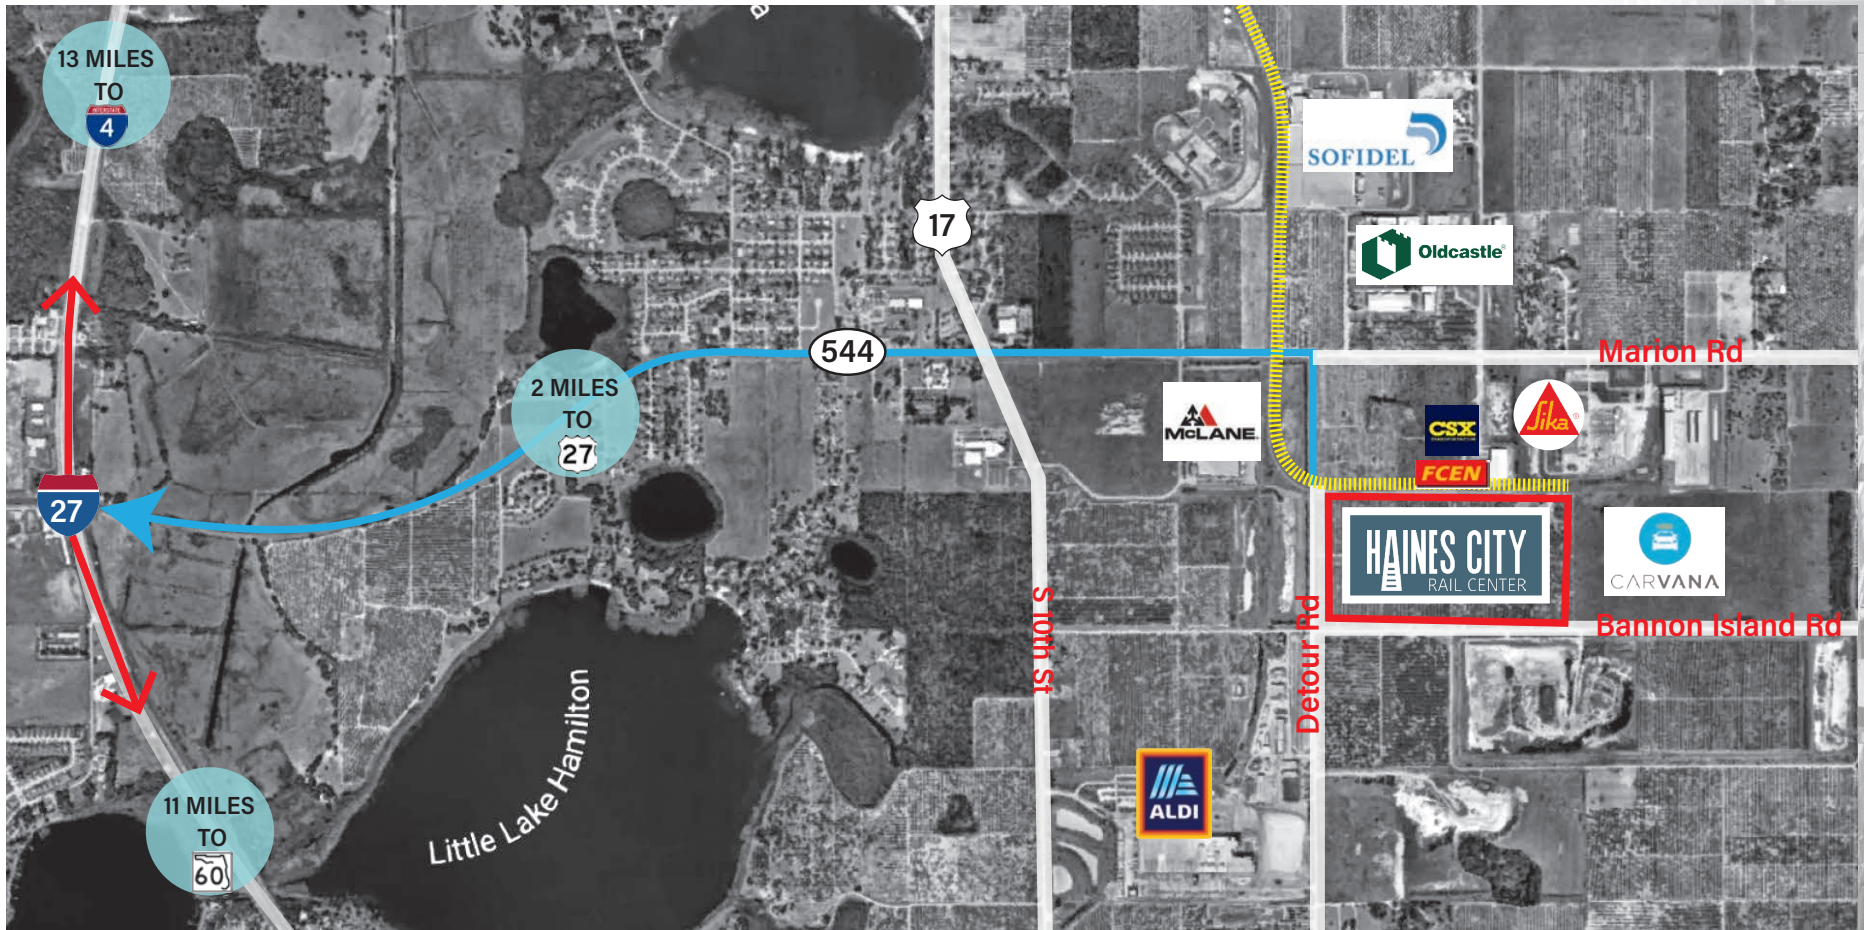 13 MILES
TO
INTERSTATE
4
17
SOFIDEL
Oldcastle®
544
Marion Rd
2 MILES
TO
27
McLANE
CSX
Sika®
FCEN
27
HAINES CITY
RAIL CENTER
CARVANA
S 10th St
Detour Rd
Bannon Island Rd
Little Lake Hamilton
ALDI
11 MILES
TO
60